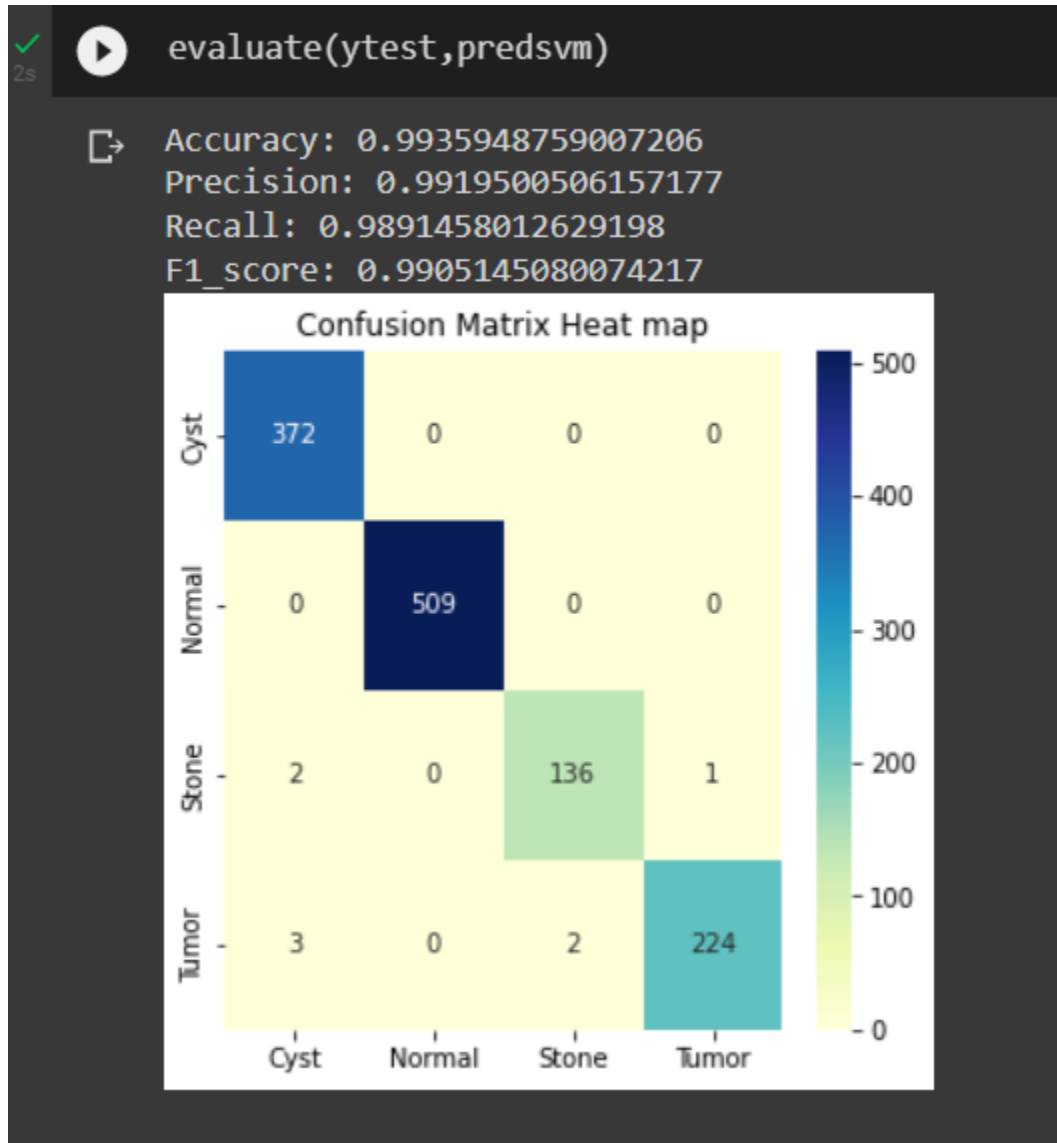 evaluate(ytest,predsvm)
2s
Accuracy: 0.9935948759007206
Precision: 0.9919500506157177
Recall: 0.9891458012629198
F1_score: 0.9905145080074217
Confusion Matrix Heat map
Cyst 372 0 0 0
Normal 0 509 0 0
Stone 2 0 136 1
Tumor 3 0 2 224
Cyst Normal Stone Tumor
500
400
300
200
100
0